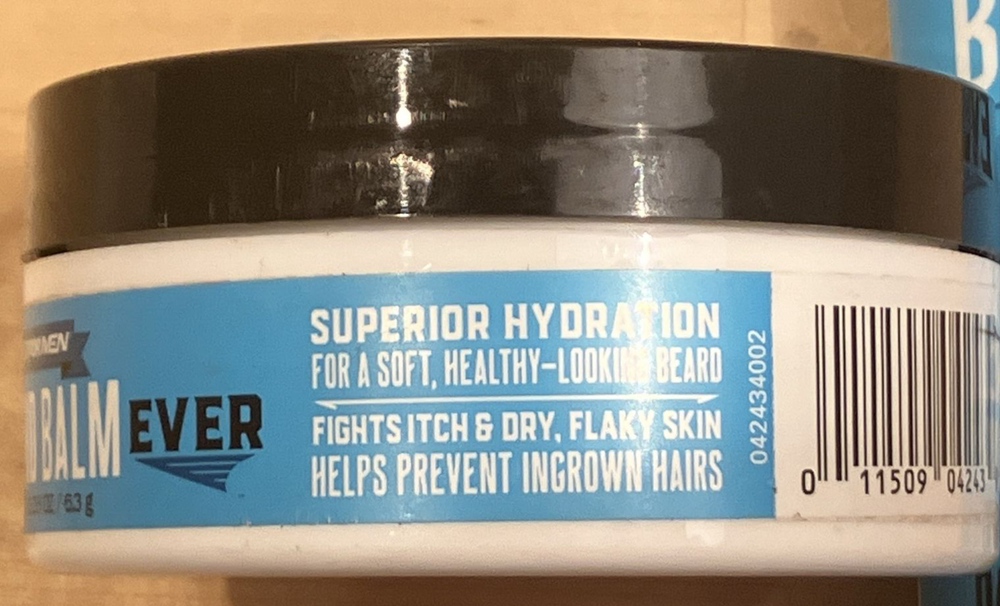 MEN
BALM
EVER
63 g
SUPERIOR HYDRATION
FOR A SOFT, HEALTHY-LOOKING BEARD
FIGHTS ITCH & DRY, FLAKY SKIN
HELPS PREVENT INGROWN HAIRS
042434002
0 11509 04243
B